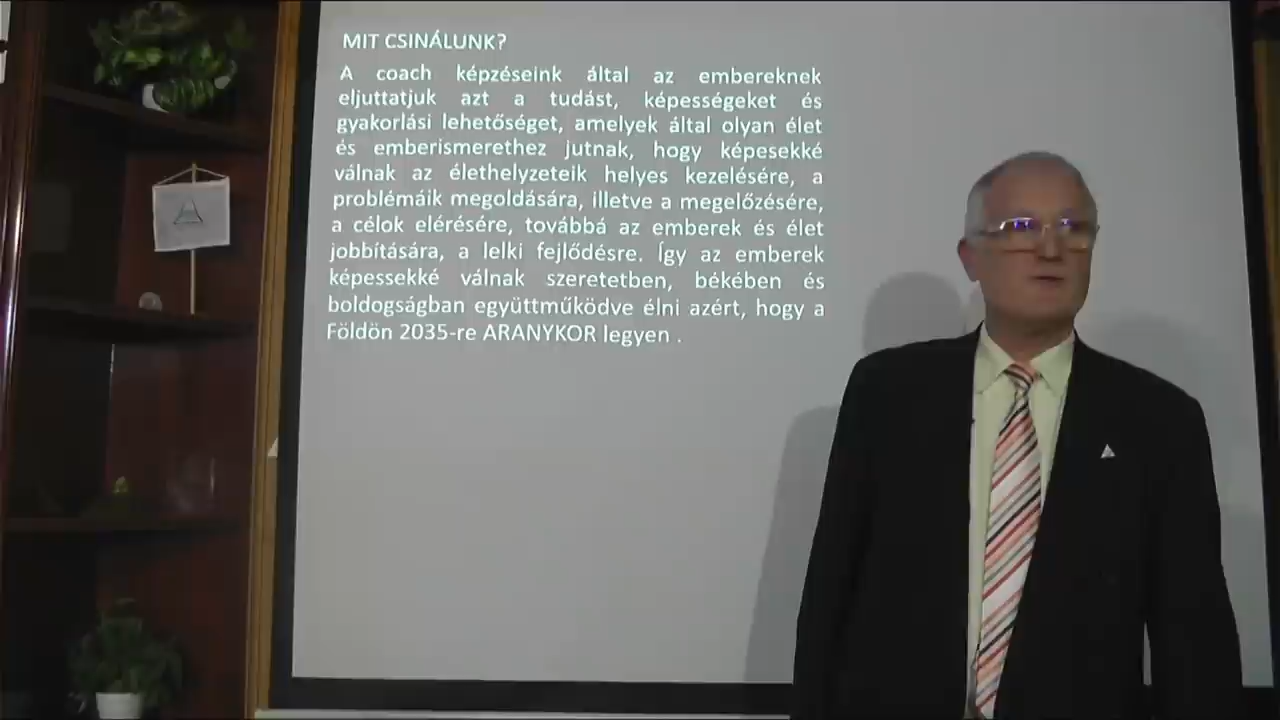 MIT CSINÁLUNK?
A coach képzéseink által az embereknek
eljuttatjuk azt a tudást, képességeket és
gyakorlási lehetőséget, amelyek által olyan élet
és emberismerethez jutnak, hogy képesekké
válnak az élethelyzeteik helyes kezelésére, a
problémáik megoldására, illetve a megelőzésére,
a célok elérésére, továbbá az emberek és élet
jobbítására, a lelki fejlődésre. Így az emberek
képessekké válnak szeretetben, békében és
boldogságban együttműködve élni azért, hogy a
Földön 2035-re ARANYKOR legyen .